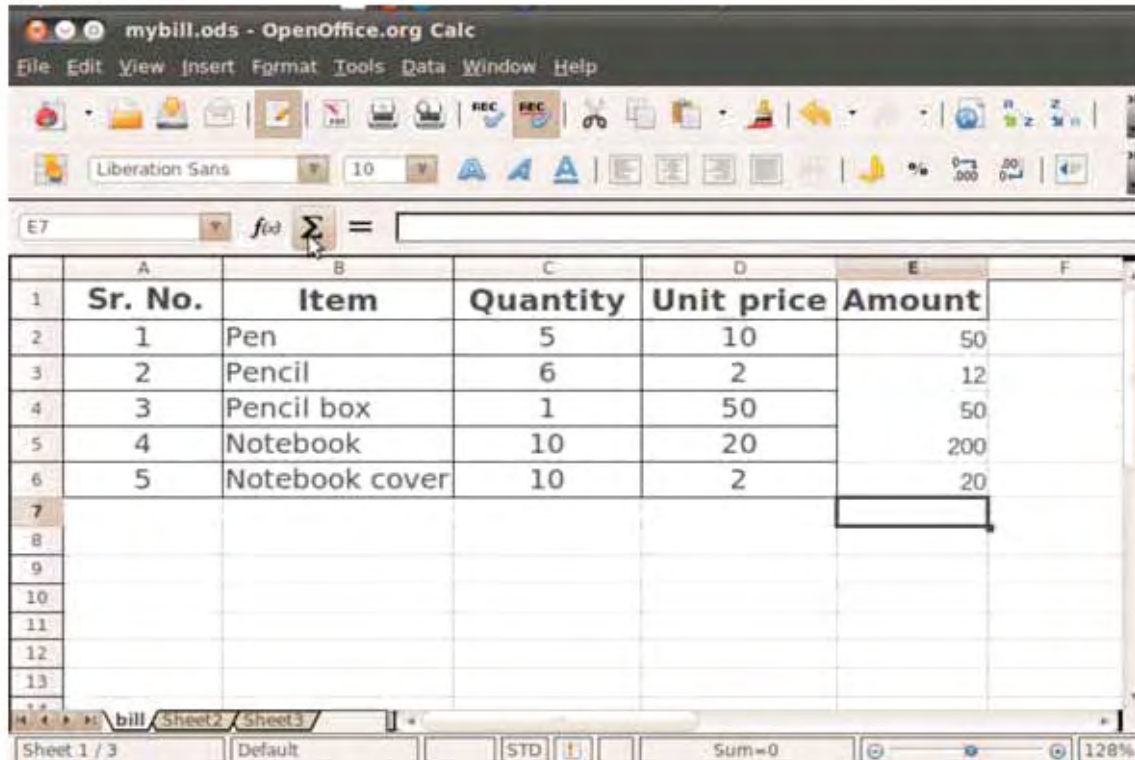 mybill.ods - OpenOffice.org Calc
File Edit View Insert Format Tools Data Window Help
Liberation Sans 10
E7 f(x) Σ =
A B C D E F
1 Sr. No. Item Quantity Unit price Amount
2 1 Pen 5 10 50
3 2 Pencil 6 2 12
4 3 Pencil box 1 50 50
5 4 Notebook 10 20 200
6 5 Notebook cover 10 2 20
7
8
9
10
11
12
13
bill Sheet2 Sheet3
Sheet 1 / 3 Default STD Sum=0 128%